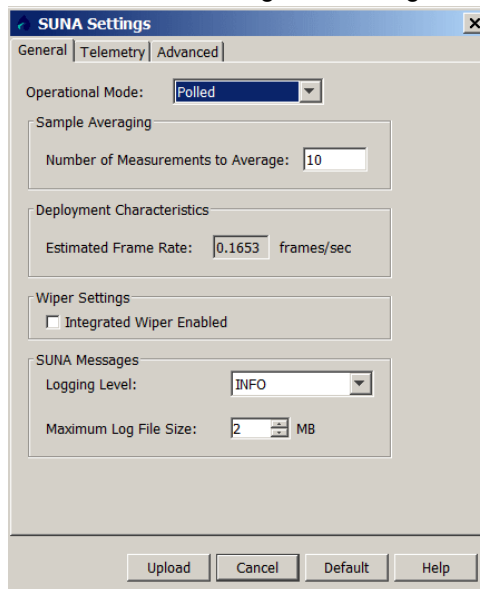 SUNA Settings
General Telemetry Advanced
Operational Mode: Polled
Sample Averaging
Number of Measurements to Average: 10
Deployment Characteristics
Estimated Frame Rate: 0.1653 frames/sec
Wiper Settings
Integrated Wiper Enabled
SUNA Messages
Logging Level: INFO
Maximum Log File Size: 2 MB
Upload Cancel Default Help